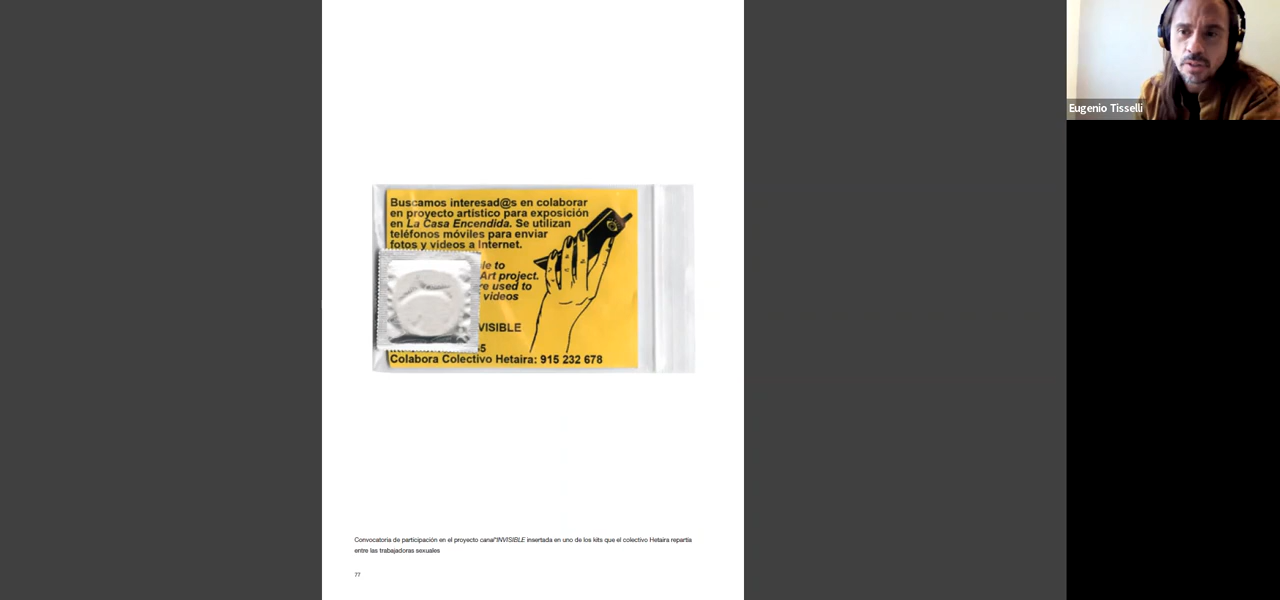 Eugenio Tisselli
Buscamos interesad@s en colaborar
en proyecto artístico para exposición
en La Casa Encendida. Se utilizan
teléfonos móviles para enviar
fotos y vídeos a Internet.
le to
Art project.
re used to
videos
VISIBLE
Colabora Colectivo Hetaira: 915 232 678
Convocatoria de participación en el proyecto canal*INVISIBLE insertada en uno de los kits que el colectivo Hetaira repartía
entre las trabajadoras sexuales
77